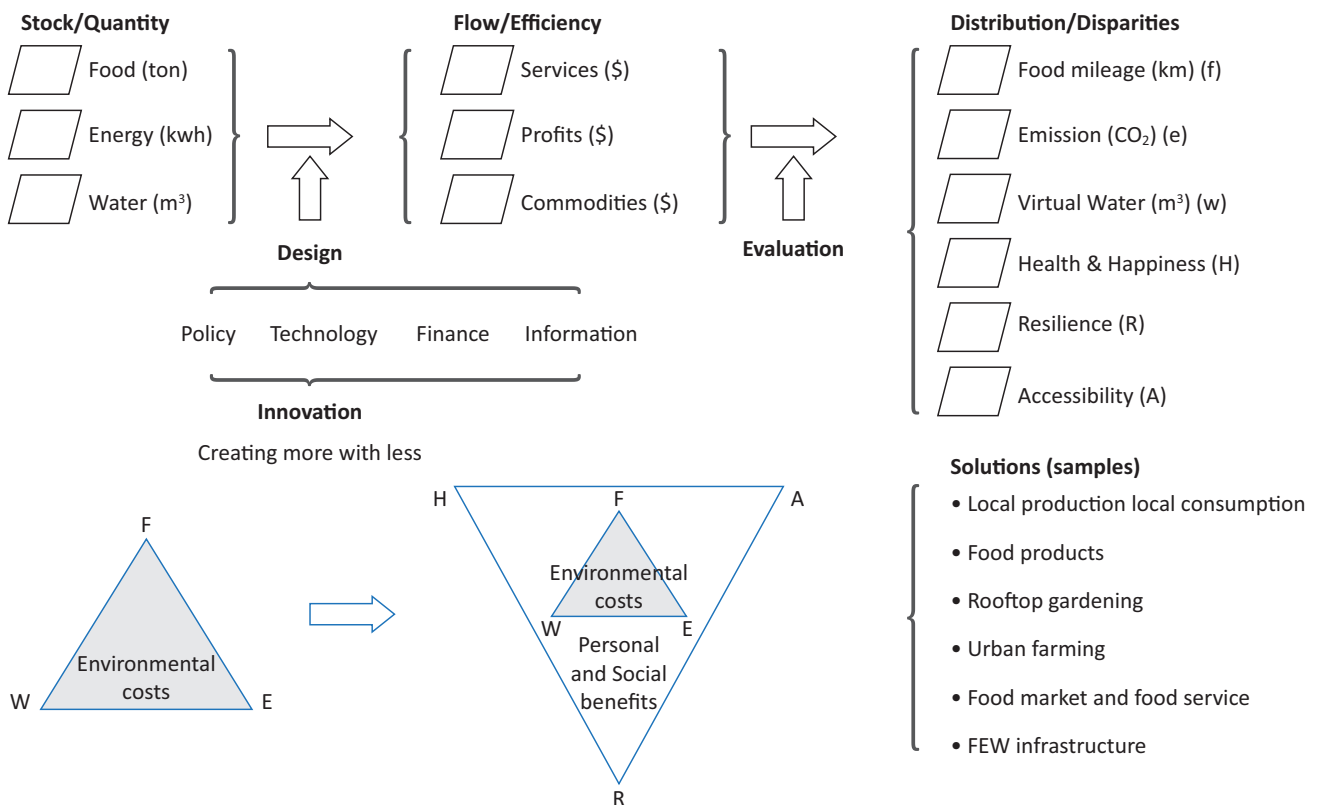 Stock/Quantity
Food (ton)
Energy (kwh)
Water (m³)
Flow/Efficiency
Services ($)
Profits ($)
Commodities ($)
Distribution/Disparities
Food mileage (km) (f)
Emission (CO₂) (e)
Virtual Water (m³) (w)
Health & Happiness (H)
Resilience (R)
Accessibility (A)
Design
Evaluation
Policy Technology Finance Information
Innovation
Creating more with less
F
Environmental
costs
W
E
H
A
F
Environmental
costs
W
E
Personal
and Social
benefits
R
Solutions (samples)
• Local production local consumption
• Food products
• Rooftop gardening
• Urban farming
• Food market and food service
• FEW infrastructure